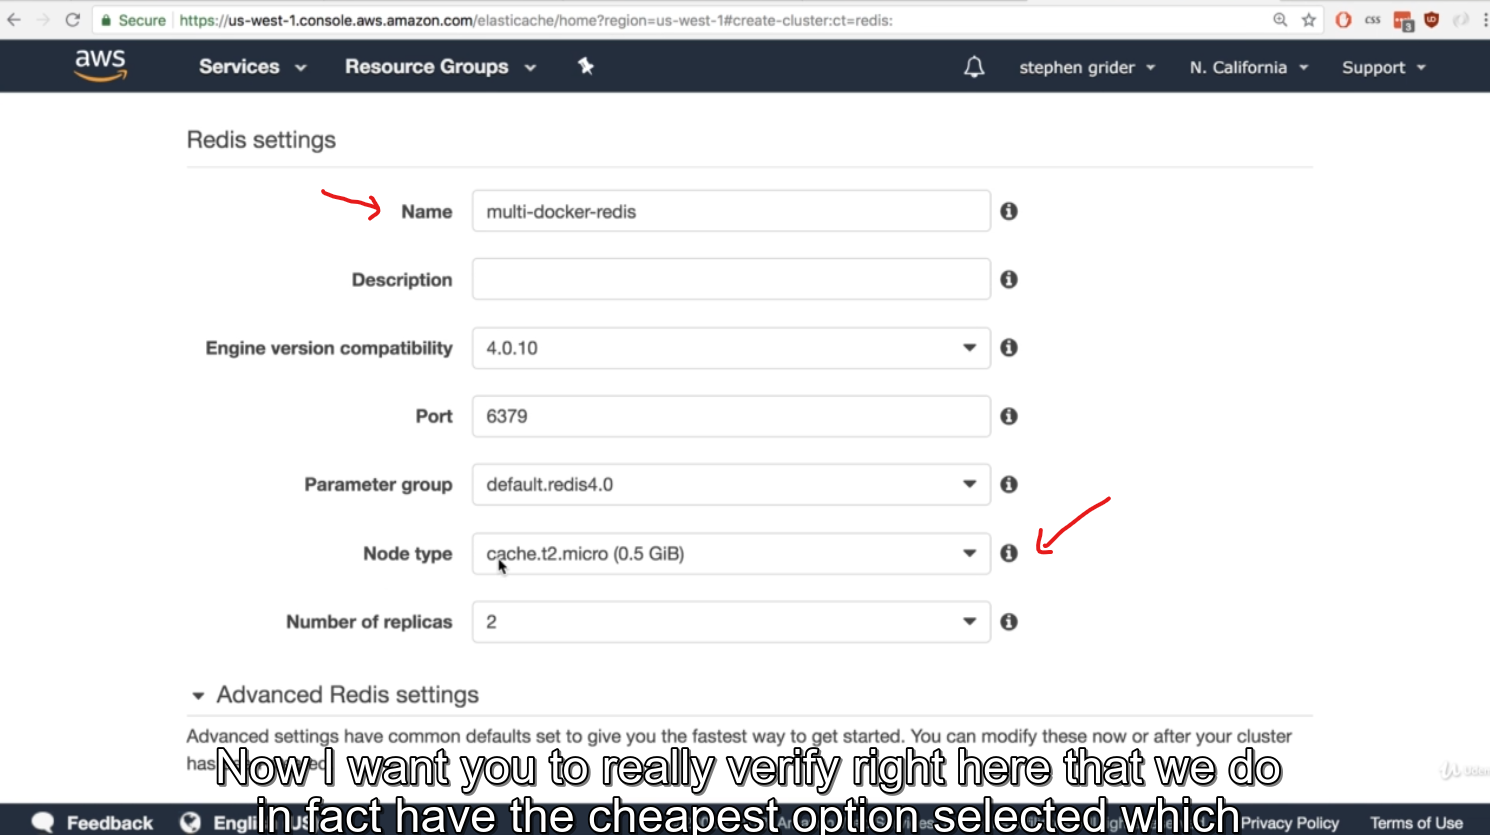 Secure https://us-west-1.console.aws.amazon.com/elasticache/home?region=us-west-1#create-cluster:ct=redis: css 3
aws Services Resource Groups stephen grider N. California Support
Redis settings
Name multi-docker-redis
Description
Engine version compatibility 4.0.10
Port 6379
Parameter group default.redis4.0
Node type cache.t2.micro (0.5 GiB)
Number of replicas 2
Advanced Redis settings
Advanced settings have common defaults set to give you the fastest way to get started. You can modify these now or after your cluster
has
Now I want you to really verify right here that we do
in fact have the cheapest option selected which
Feedback Privacy Policy Terms of Use